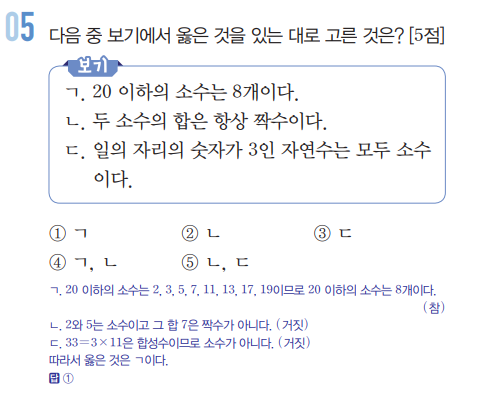 05 다음 중 보기에서 옳은 것을 있는 대로 고른 것은? [5점]
보기
ㄱ. 20 이하의 소수는 8개이다.
ㄴ. 두 소수의 합은 항상 짝수이다.
ㄷ. 일의 자리의 숫자가 3인 자연수는 모두 소수
이다.
① ㄱ ② ㄴ ③ ㄷ
④ ㄱ, ㄴ ⑤ ㄴ, ㄷ
ㄱ. 20 이하의 소수는 2, 3, 5, 7, 11, 13, 17, 19이므로 20 이하의 소수는 8개이다.
(참)
ㄴ. 2와 5는 소수이고 그 합 7은 짝수가 아니다. (거짓)
ㄷ. 33=3×11은 합성수이므로 소수가 아니다. (거짓)
따라서 옳은 것은 ㄱ이다.
답 ①